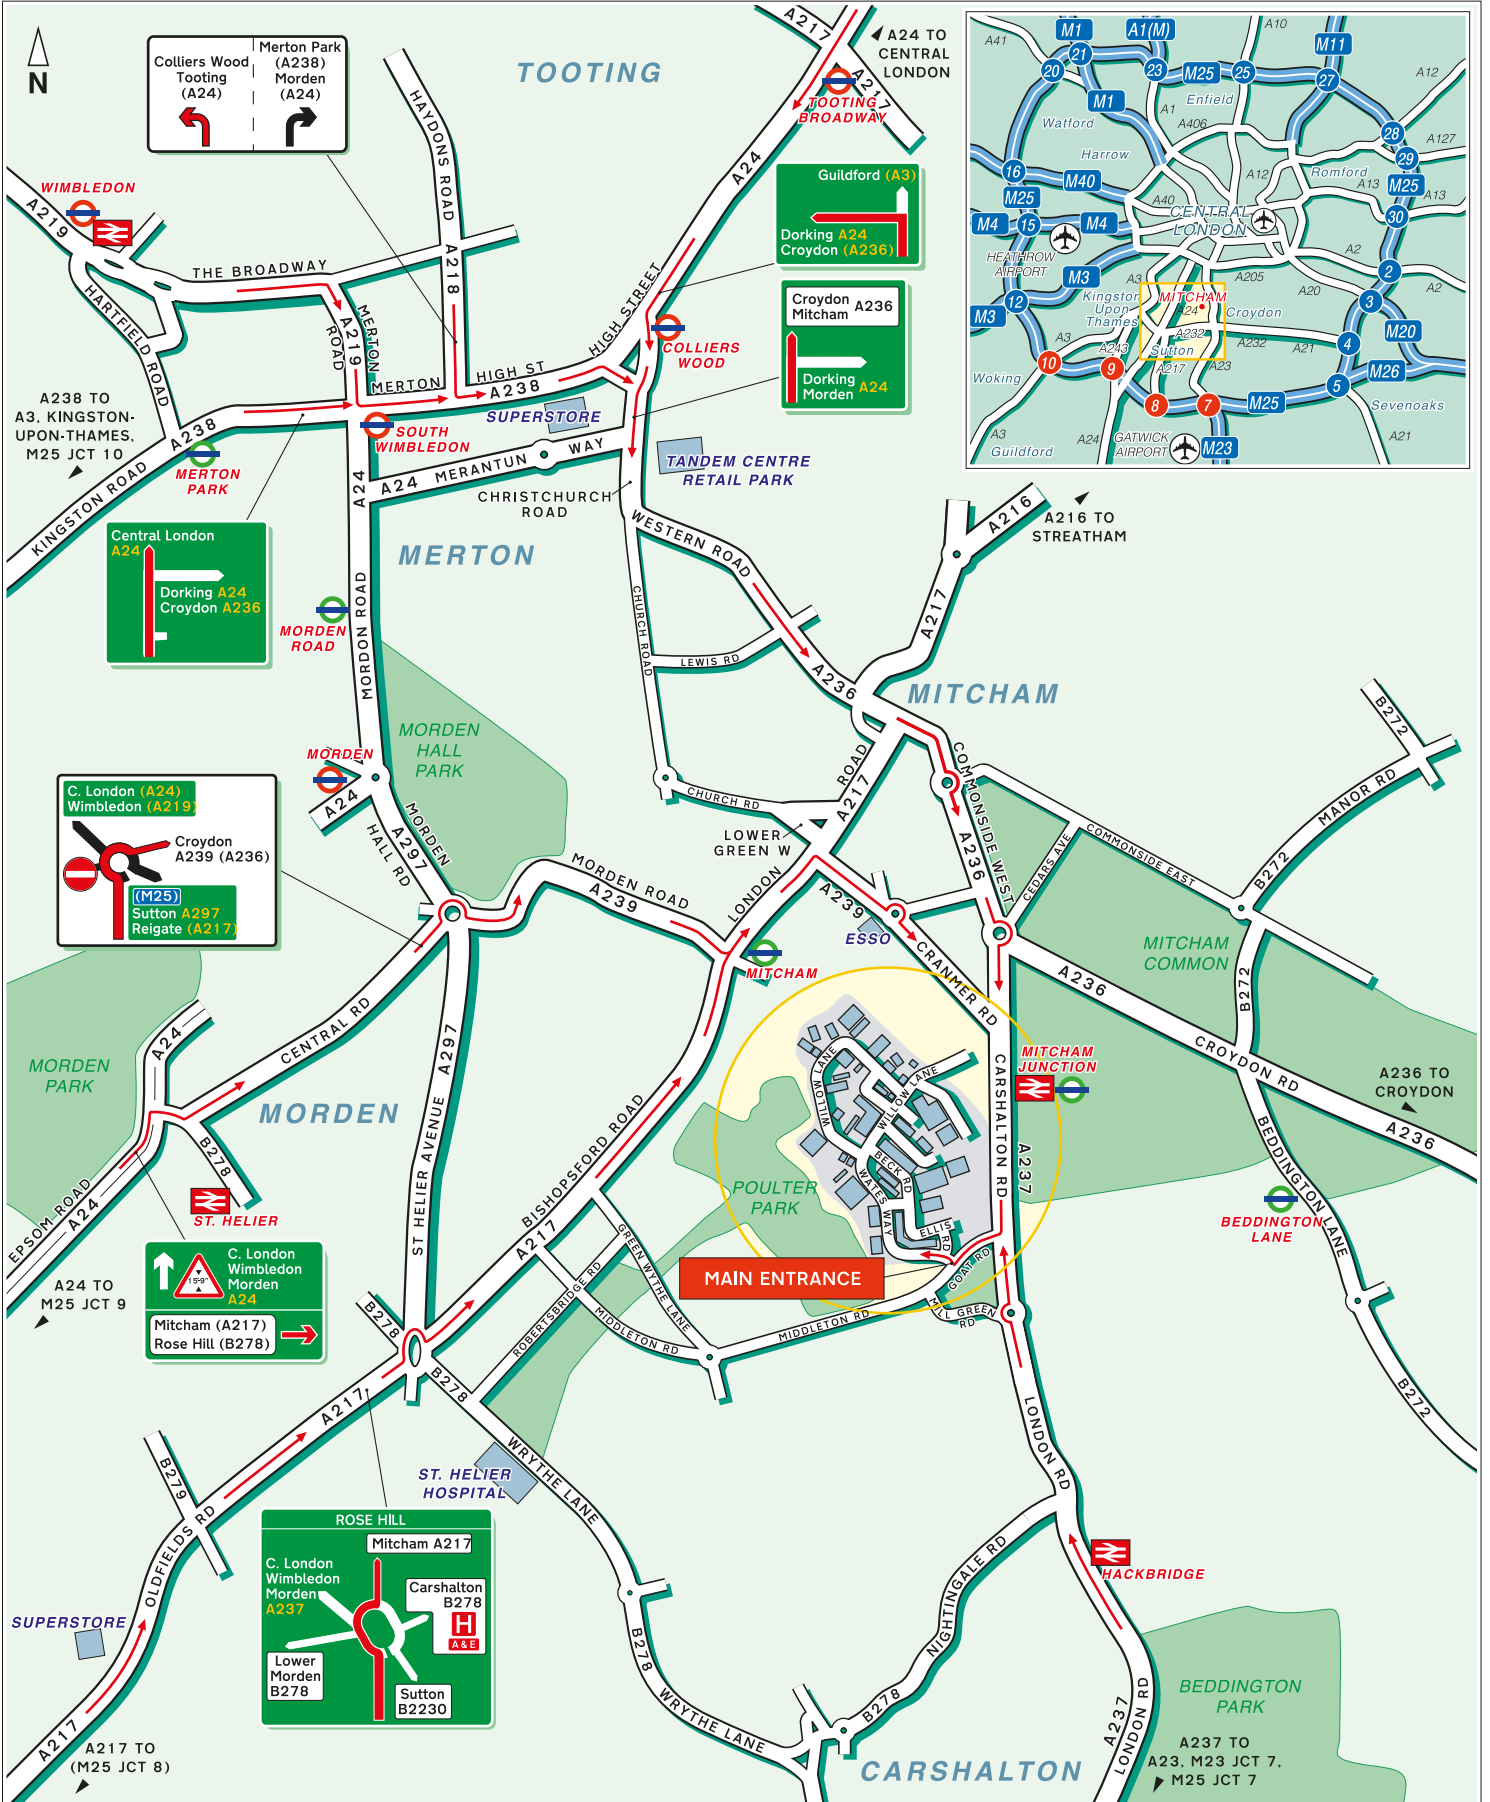 N
Colliers Wood
Tooting
(A24)
Merton Park
(A238)
Morden
(A24)
TOOTING
A217
A24 TO
CENTRAL
LONDON
A217
TOOTING
BROADWAY
A24
HAYDONS ROAD
A218
WIMBLEDON
A219
THE BROADWAY
HARTFIELD ROAD
MERTON
ROAD
A219
Guildford (A3)
Dorking A24
Croydon (A236)
Croydon
Mitcham
A236
Dorking
Morden A24
HIGH STREET
COLLIERS
WOOD
MERTON
HIGH ST
A238
SUPERSTORE
A238 TO
A3, KINGSTON-
UPON-THAMES,
M25 JCT 10
A238
KINGSTON ROAD
MERTON
PARK
SOUTH
WIMBLEDON
A24
A24 MERANTUN WAY
CHRISTCHURCH
ROAD
TANDEM CENTRE
RETAIL PARK
M1
A1(M)
M11
A41
A10
21
20
23
M25
25
27
A12
M1
A1
Enfield
Watford
A406
28
A127
Harrow
29
16
M40
A12
Romford
M25
M25
A13
A13
A40
30
M4
15
M4
CENTRAL
LONDON
HEATHROW
AIRPORT
A2
M3
A3
A205
2
A20
A2
12
Kingston
Upon
Thames
MITCHAM
A24
Croydon
3
M3
M20
A3
A232
A232
A21
4
A243
Sutton
10
9
A217
A23
M26
Woking
5
8
7
M25
Sevenoaks
A3
A24
GATWICK
AIRPORT
M23
A21
Guildford
Central London
A24
Dorking A24
Croydon A236
MERTON
MORDEN
ROAD
MORDON ROAD
WESTERN ROAD
CHURCH ROAD
LEWIS RD
A236
A216
A216 TO
STREATHAM
A217
MITCHAM
MORDEN
HALL
PARK
MORDEN
A24
MORDEN
HALL RD
A297
C. London (A24)
Wimbledon (A219)
Croydon
A239 (A236)
(M25)
Sutton A297
Reigate (A217)
CHURCH RD
LOWER
GREEN W
ROAD
A217
LONDON
COMMONSIDE WEST
A236
CEDARS AVE
COMMONSIDE EAST
B272
MANOR RD
B272
MORDEN ROAD
A239
A239
ESSO
CRANMER RD
MITCHAM
MITCHAM
COMMON
B272
A236
CROYDON RD
A236 TO
CROYDON
A236
MORDEN
PARK
A24
CENTRAL RD
A297
ST HELIER AVENUE
MORDEN
B278
ST. HELIER
EPSOM ROAD
A24
A24 TO
M25 JCT 9
C. London
Wimbledon
Morden
A24
15'-9"
Mitcham (A217)
Rose Hill (B278)
BISHOPSFORD ROAD
A217
WILLOW LANE
WILLOW LANE
BECK RD
WATES WAY
ELLIS RD
GOAT RD
CARSHALTON RD
A237
MITCHAM
JUNCTION
POULTER
PARK
MAIN ENTRANCE
BEDDINGTON LANE
BEDDINGTON
LANE
B272
GREEN WYTHE LANE
ROBERTSBRIDGE RD
MIDDLETON RD
MIDDLETON RD
MILL GREEN
RD
B278
B278
A217
ST. HELIER
HOSPITAL
WRYTHE LANE
LONDON RD
B279
OLDFIELDS RD
SUPERSTORE
A217
A217 TO
(M25 JCT 8)
ROSE HILL
Mitcham A217
C. London
Wimbledon
Morden
A237
Carshalton
B278
H
A & E
Lower
Morden
B278
Sutton
B2230
B278
WRYTHE LANE
NIGHTINGALE RD
B278
HACKBRIDGE
CARSHALTON
A237
LONDON RD
BEDDINGTON
PARK
A237 TO
A23, M23 JCT 7,
M25 JCT 7